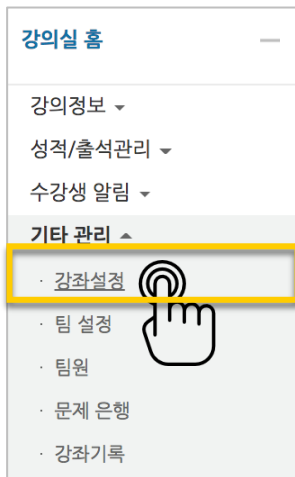 강의실 홈
강의정보
성적/출석관리
수강생 알림
기타 관리
· 강좌설정
· 팀 설정
· 팀원
· 문제 은행
· 강좌기록